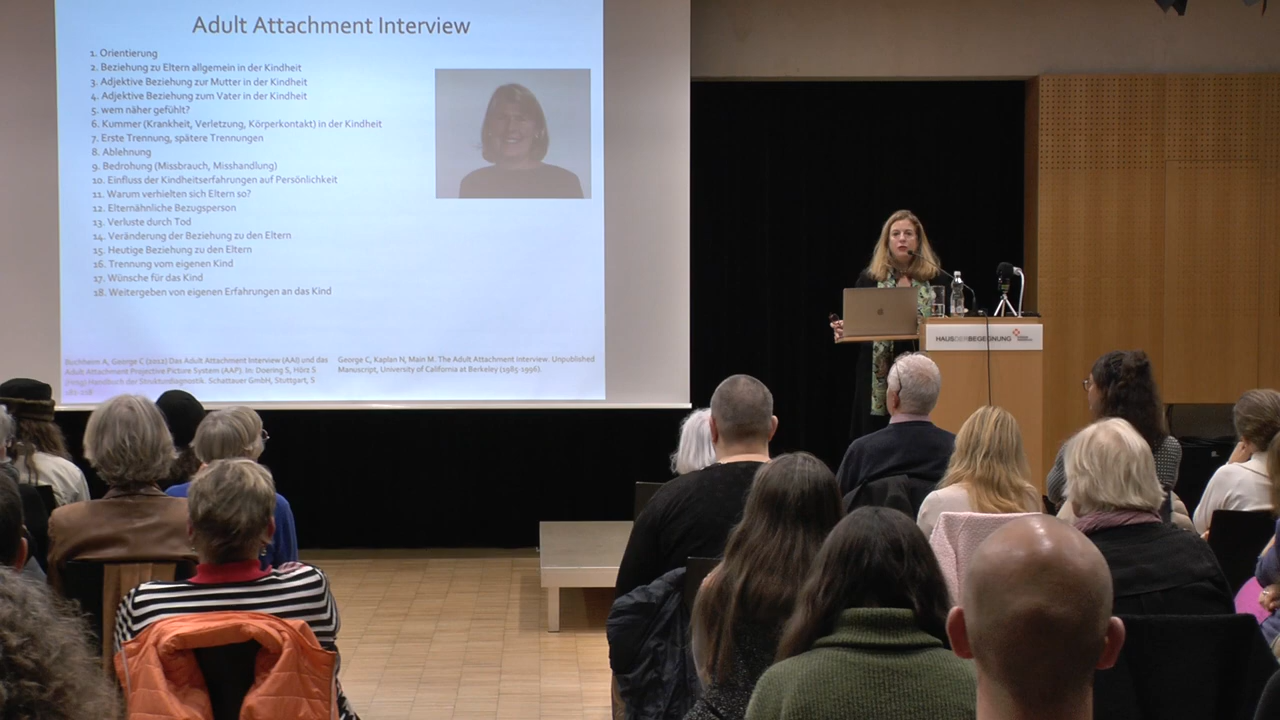 Adult Attachment Interview
1. Orientierung
2. Beziehung zu Eltern allgemein in der Kindheit
3. Adjektive Beziehung zur Mutter in der Kindheit
4. Adjektive Beziehung zum Vater in der Kindheit
5. wem näher gefühlt?
6. Kummer (Krankheit, Verletzung, Körperkontakt) in der Kindheit
7. Erste Trennung, spätere Trennungen
8. Ablehnung
9. Bedrohung (Missbrauch, Misshandlung)
10. Einfluss der Kindheitserfahrungen auf Persönlichkeit
11. Warum verhielten sich Eltern so?
12. Elternähnliche Bezugsperson
13. Verluste durch Tod
14. Veränderung der Beziehung zu den Eltern
15. Heutige Beziehung zu den Eltern
16. Trennung vom eigenen Kind
17. Wünsche für das Kind
18. Weitergeben von eigenen Erfahrungen an das Kind
Buchheim A, George C (2012) Das Adult Attachment Interview (AAI) und das
Adult Attachment Projective Picture System (AAP). In: Doering S, Hörz S
(Hrsg) Handbuch der Strukturdiagnostik. Schattauer GmbH, Stuttgart, S
George C, Kaplan N, Main M. The Adult Attachment Interview. Unpublished
Manuscript, University of California at Berkeley (1985-1996).
HAUSDERBEGEGNUNG